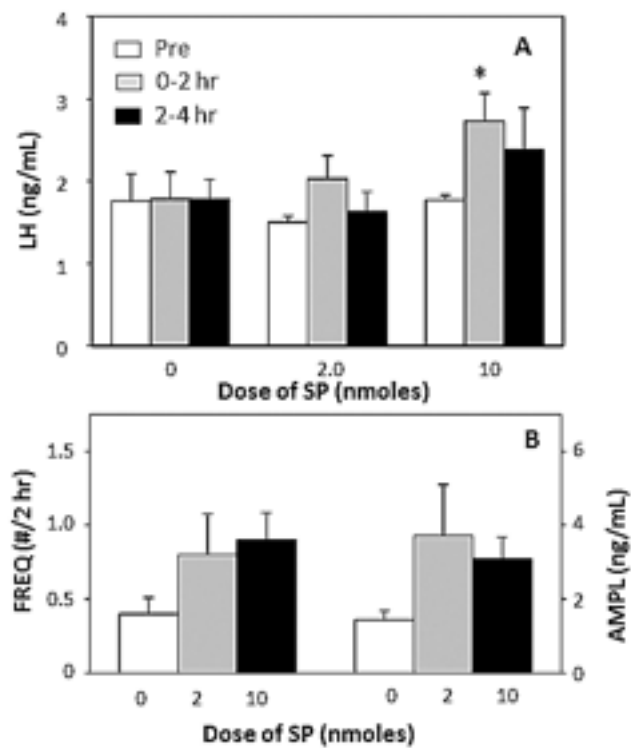 4
A
Pre
0-2 hr
*
3
2-4 hr
LH (ng/mL)
2
1
0
0 2.0 10
Dose of SP (nmoles)
B
1.5 6
FREQ (#/2 hr)
1.0 4
AMPL (ng/mL)
0.5 2
0 0
0 2 10 0 2 10
Dose of SP (nmoles)